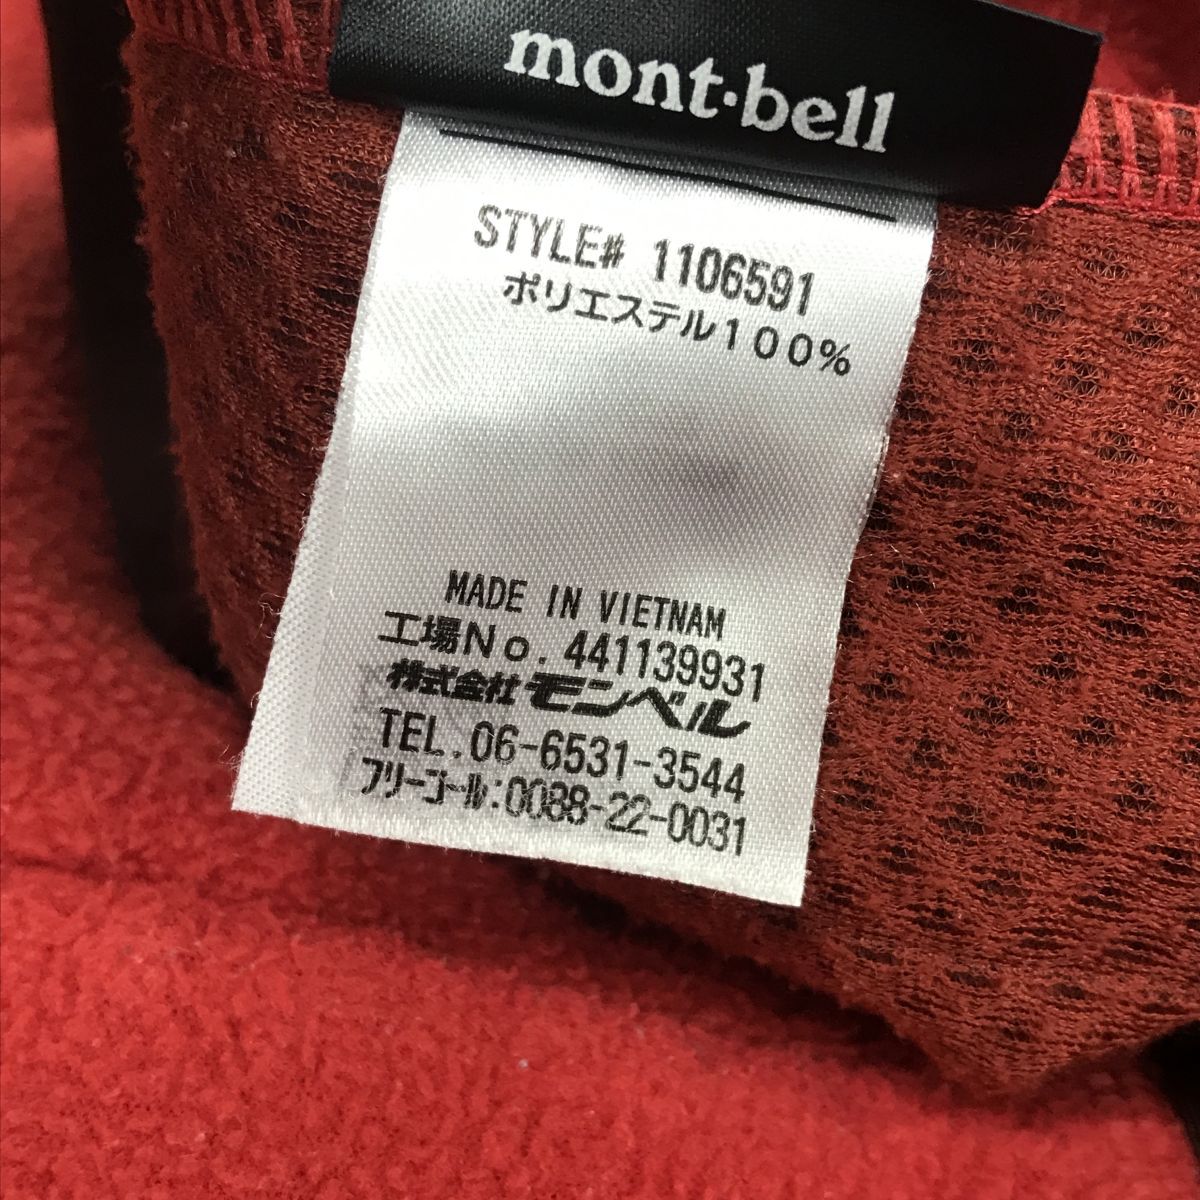 mont-bell
STYLE# 1106591
ポリエステル100%
MADE IN VIETNAM
工場No. 441139931
株式会社 モンベル
TEL. 06-6531-3544
フリーコール:0088-22-0031